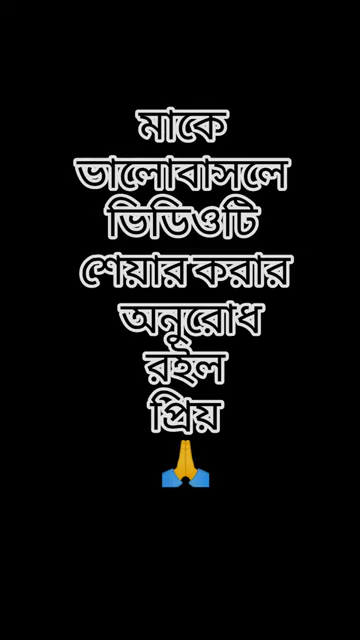 মাকে
ভালোবাসলে
ভিডিওটি
শেয়ার করার
অনুরোধ
রইল
প্রিয়
🙏